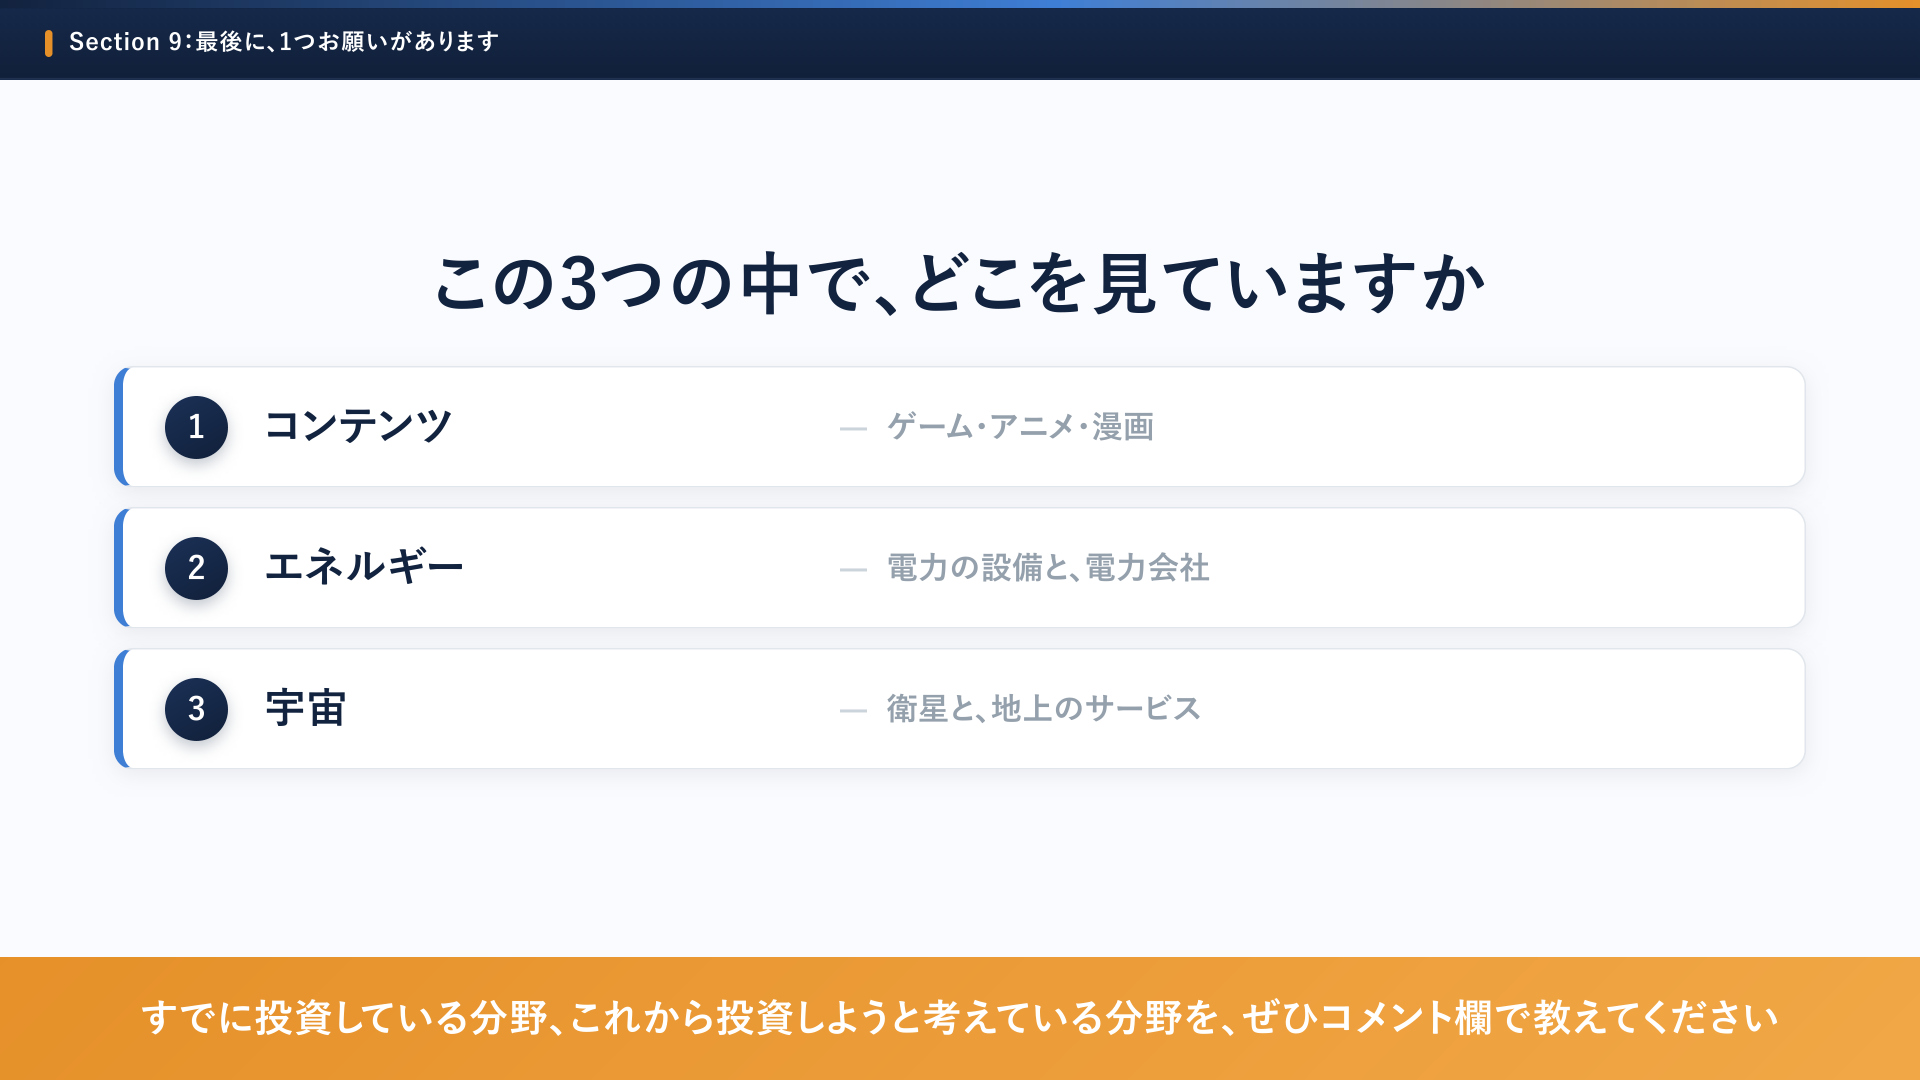 Section 9：最後に、1つお願いがあります
この3つの中で、どこを見ていますか
1 コンテンツ — ゲーム・アニメ・漫画
2 エネルギー — 電力の設備と、電力会社
3 宇宙 — 衛星と、地上のサービス
すでに投資している分野、これから投資しようと考えている分野を、ぜひコメント欄で教えてください